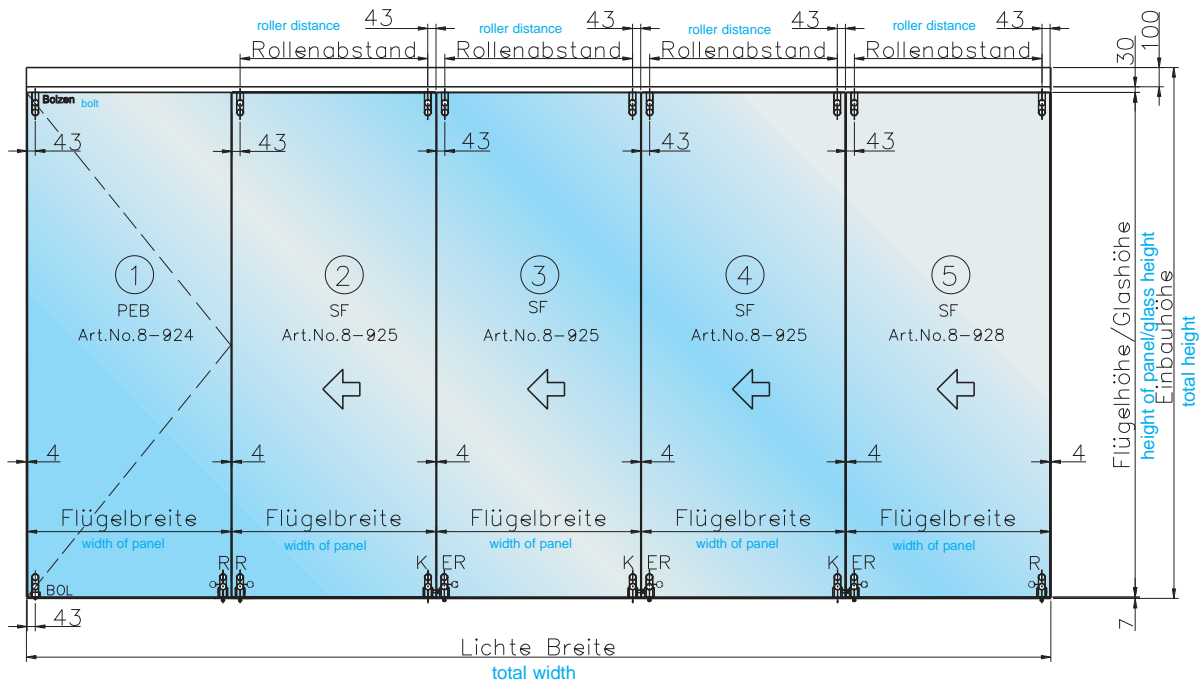 43 43 43 43
roller distance roller distance roller distance roller distance
Rollenabstand Rollenabstand Rollenabstand Rollenabstand
30
100
Bolzen bolt
43 43 43 43 43
1 2 3 4 5
PEB SF SF SF SF
Art.No.8-924 Art.No.8-925 Art.No.8-925 Art.No.8-925 Art.No.8-928
Flügelhöhe/Glashöhe
height of panel/glass height
Einbauhöhe
total height
4 4 4 4 4 4
Flügelbreite Flügelbreite Flügelbreite Flügelbreite Flügelbreite
width of panel width of panel width of panel width of panel width of panel
R R K ER K ER K ER R
BOL
43
7
Lichte Breite
total width